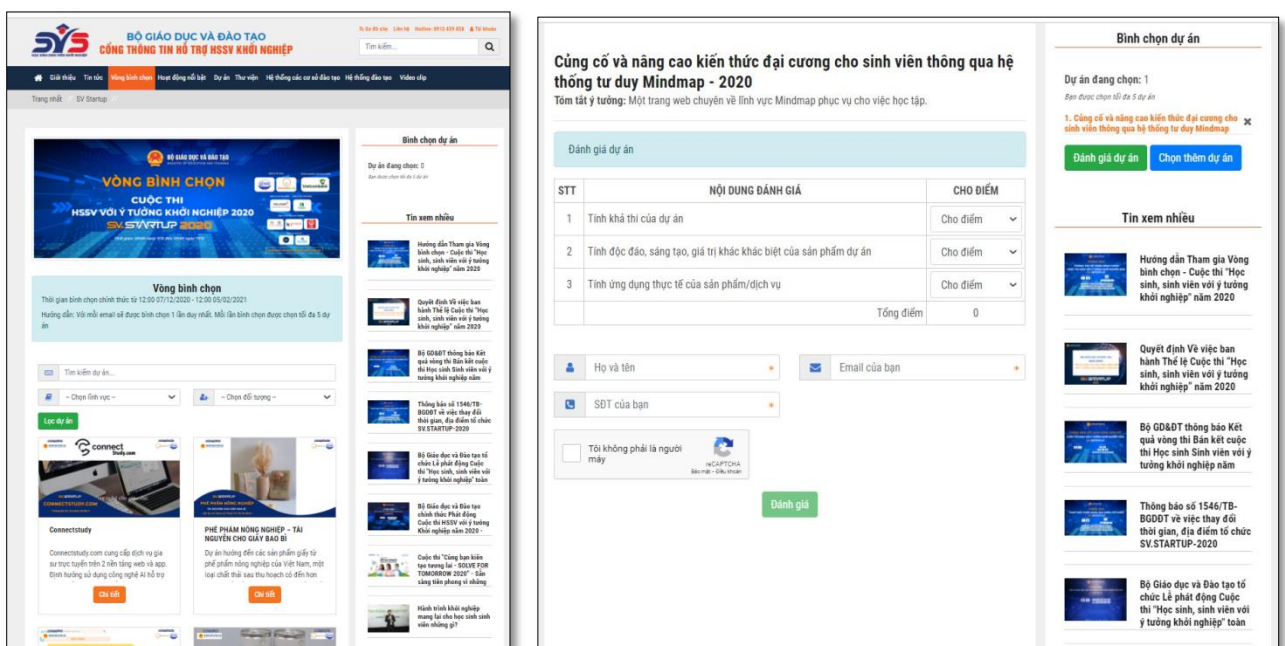 SYS
BỘ GIÁO DỤC VÀ ĐÀO TẠO
CỔNG THÔNG TIN HỖ TRỢ HSSV KHỞI NGHIỆP
Sơ đồ site Liên hệ Hotline: 0913 839 858 Tài khoản
Tìm kiếm...
Giới thiệu Tin tức Vòng bình chọn Hoạt động nổi bật Dự án Thư viện Hệ thống các cơ sở đào tạo Hệ thống đào tạo Video clip
Trang nhất SV Startup
BỘ GIÁO DỤC VÀ ĐÀO TẠO
VÒNG BÌNH CHỌN
CUỘC THI
HSSV VỚI Ý TƯỞNG KHỞI NGHIỆP 2020
SV.STARTUP 2020
Vòng bình chọn
Thời gian bình chọn chính thức từ 12:00 07/12/2020 - 12:00 05/02/2021
Hướng dẫn: Với mỗi email sẽ được bình chọn 1 lần duy nhất. Mỗi lần bình chọn được chọn tối đa 5 dự
án
Tìm kiếm dự án...
-- Chọn lĩnh vực --
-- Chọn đối tượng --
Lọc dự án
connect
Study.com
CONNECTSTUDY.COM
Connectstudy
Connectstudy.com cung cấp dịch vụ gia
sư trực tuyến trên 2 nền tảng web và app.
Định hướng sử dụng công nghệ AI hỗ trợ
Chi tiết
PHẾ PHẨM NÔNG NGHIỆP
PHẾ PHẨM NÔNG NGHIỆP – TÀI
NGUYÊN CHO GIẤY BAO BÌ
Dự án hướng đến các sản phẩm giấy từ
phế phẩm nông nghiệp của Việt Nam, một
loại chất thải sau thu hoạch có đến hơn
Chi tiết
Bình chọn dự án
Dự án đang chọn: 0
Bạn được chọn tối đa 5 dự án
Tin xem nhiều
Hướng dẫn Tham gia Vòng
bình chọn - Cuộc thi "Học
sinh, sinh viên với ý tưởng
khởi nghiệp" năm 2020
Quyết định Về việc ban
hành Thể lệ Cuộc thi "Học
sinh, sinh viên với ý tưởng
khởi nghiệp" năm 2020
Bộ GD&ĐT thông báo Kết
quả vòng thi Bán kết cuộc
thi Học sinh Sinh viên với ý
tưởng khởi nghiệp năm
Thông báo số 1546/TB-
BGDĐT về việc thay đổi
thời gian, địa điểm tổ chức
SV.STARTUP-2020
Bộ Giáo dục và Đào tạo tổ
chức Lễ phát động Cuộc
thi "Học sinh, sinh viên với
ý tưởng khởi nghiệp" toàn
Bộ Giáo dục và Đào tạo
chính thức Phát động
Cuộc thi HSSV với ý tưởng
Khởi nghiệp năm 2020 -
Cuộc thi "Cùng bạn kiến
tạo tương lai - SOLVE FOR
TOMORROW 2020" - Sẵn
sàng tiên phong vì những
Hành trình khởi nghiệp
mang lại cho học sinh sinh
viên những gì?
Củng cố và nâng cao kiến thức đại cương cho sinh viên thông qua hệ
thống tư duy Mindmap - 2020
Tóm tắt ý tưởng: Một trang web chuyên về lĩnh vực Mindmap phục vụ cho việc học tập.
Đánh giá dự án
STT NỘI DUNG ĐÁNH GIÁ CHO ĐIỂM
1 Tính khả thi của dự án Cho điểm
2 Tính độc đáo, sáng tạo, giá trị khác khác biệt của sản phẩm dự án Cho điểm
3 Tính ứng dụng thực tế của sản phẩm/dịch vụ Cho điểm
Tổng điểm 0
Họ và tên *
Email của bạn *
SĐT của bạn *
Tôi không phải là người
máy
reCAPTCHA
Bảo mật - Điều khoản
Đánh giá
Bình chọn dự án
Dự án đang chọn: 1
Bạn được chọn tối đa 5 dự án
1. Củng cố và nâng cao kiến thức đại cương cho
sinh viên thông qua hệ thống tư duy Mindmap
Đánh giá dự án Chọn thêm dự án
Tin xem nhiều
Hướng dẫn Tham gia Vòng
bình chọn - Cuộc thi "Học
sinh, sinh viên với ý tưởng
khởi nghiệp" năm 2020
Quyết định Về việc ban
hành Thể lệ Cuộc thi "Học
sinh, sinh viên với ý tưởng
khởi nghiệp" năm 2020
Bộ GD&ĐT thông báo Kết
quả vòng thi Bán kết cuộc
thi Học sinh Sinh viên với ý
tưởng khởi nghiệp năm
Thông báo số 1546/TB-
BGDĐT về việc thay đổi
thời gian, địa điểm tổ chức
SV.STARTUP-2020
Bộ Giáo dục và Đào tạo tổ
chức Lễ phát động Cuộc
thi "Học sinh, sinh viên với
ý tưởng khởi nghiệp" toàn